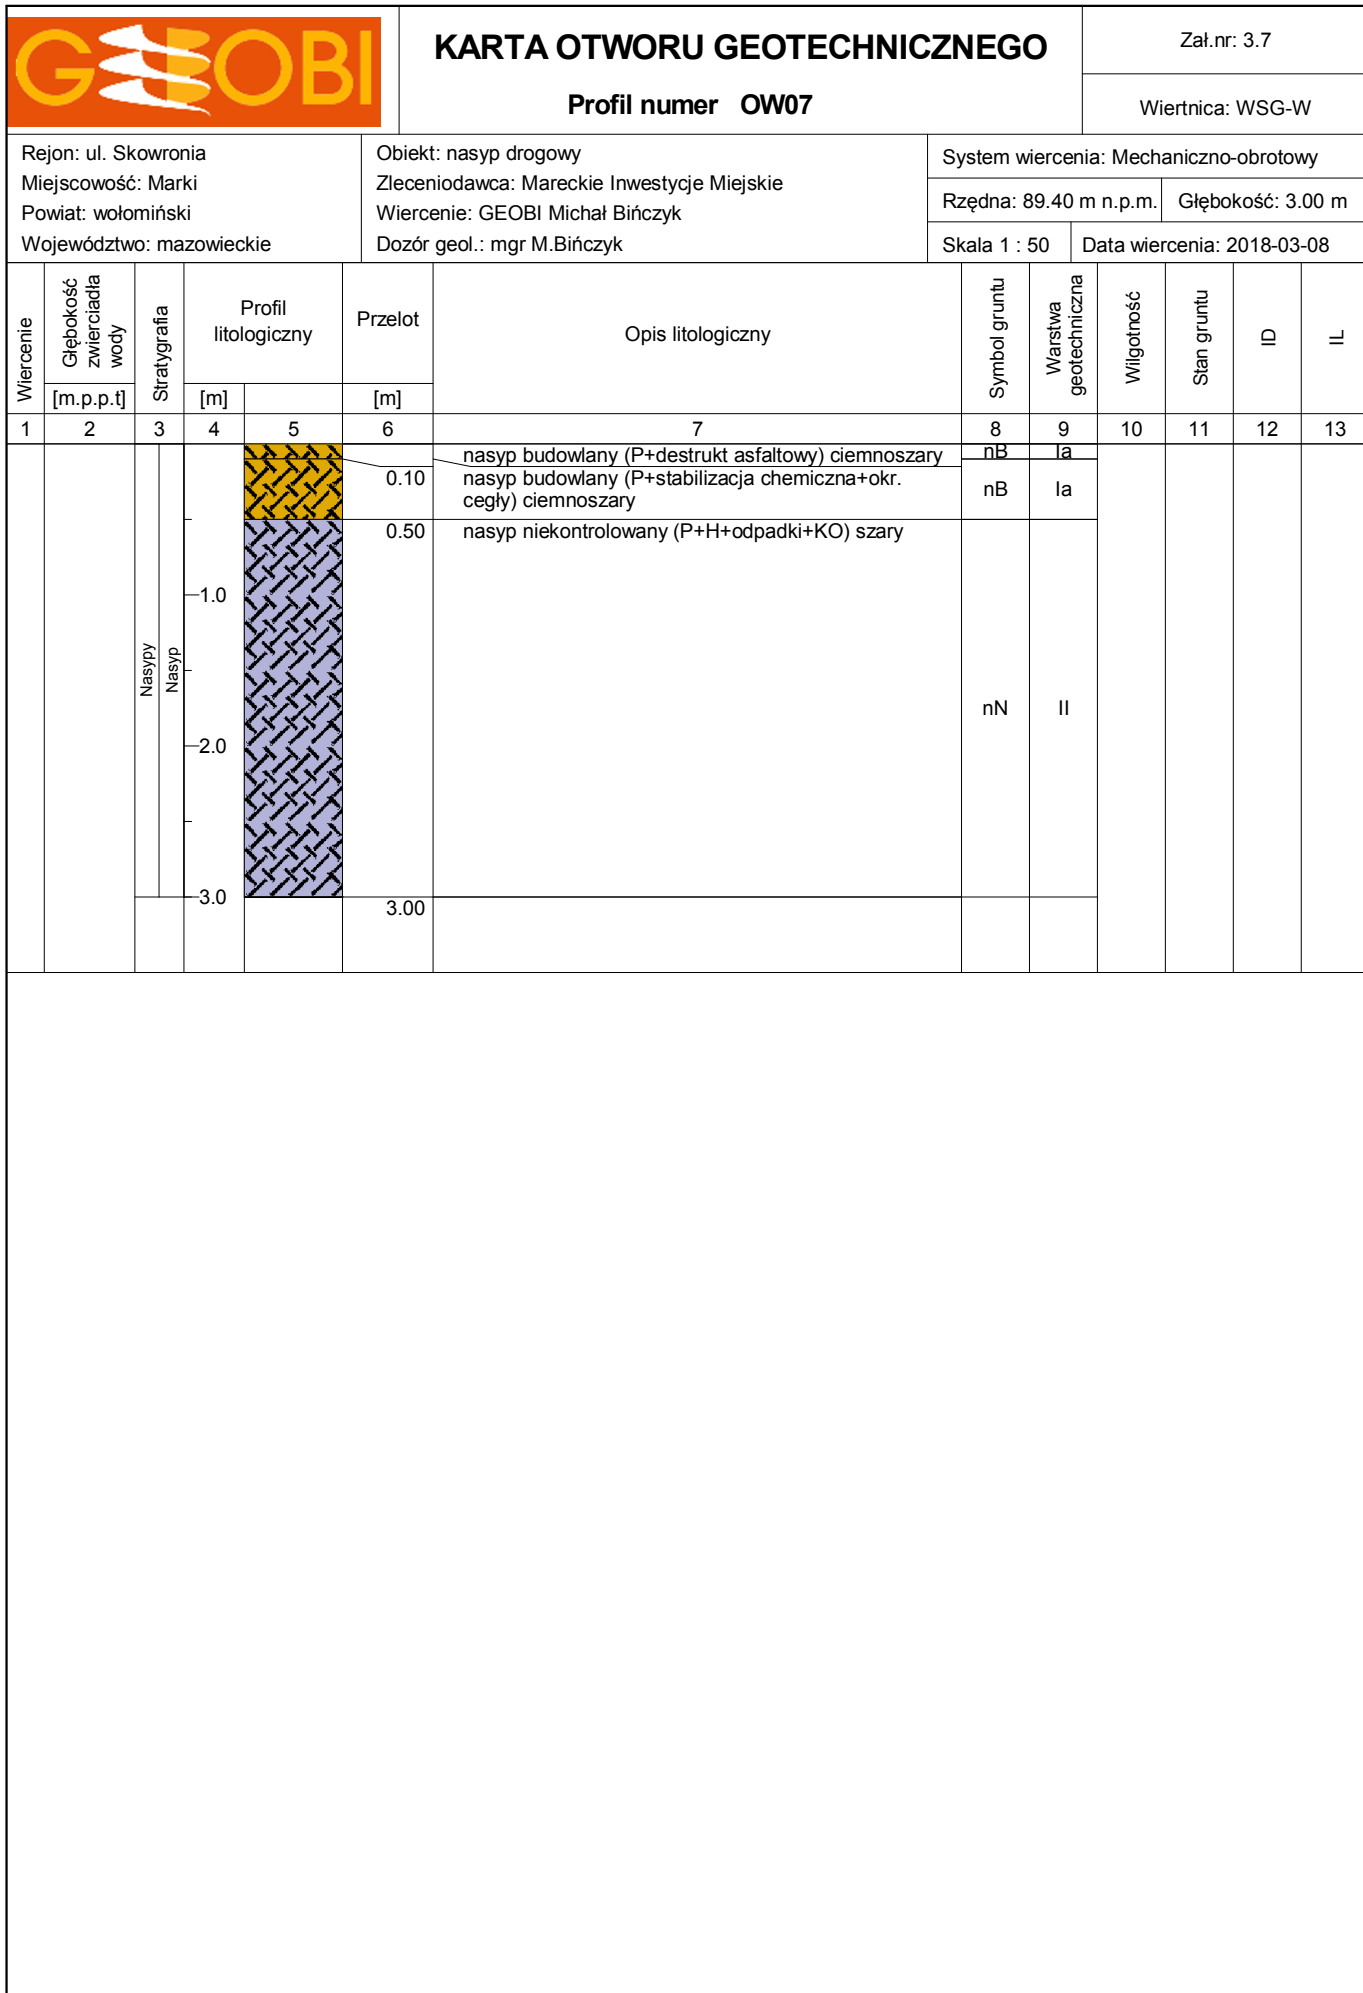 GEOBI
KARTA OTWORU GEOTECHNICZNEGO
Profil numer OW07
Zał.nr: 3.7
Wiertnica: WSG-W
Rejon: ul. Skowronia
Miejscowość: Marki
Powiat: wołomiński
Województwo: mazowieckie
Obiekt: nasyp drogowy
Zleceniodawca: Mareckie Inwestycje Miejskie
Wiercenie: GEOBI Michał Bińczyk
Dozór geol.: mgr M.Bińczyk
System wiercenia: Mechaniczno-obrotowy
Rzędna: 89.40 m n.p.m.
Głębokość: 3.00 m
Skala 1 : 50
Data wiercenia: 2018-03-08
Wiercenie
Głębokość
zwierciadła
wody
[m.p.p.t]
Stratygrafia
Profil
litologiczny
[m]
Przelot
[m]
Opis litologiczny
Symbol gruntu
Warstwa
geotechniczna
Wilgotność
Stan gruntu
ID
IL
1 2 3 4 5 6 7 8 9 10 11 12 13
nasyp budowlany (P+destrukt asfaltowy) ciemnoszary
nB
Ia
0.10
nasyp budowlany (P+stabilizacja chemiczna+okr.
cegły) ciemnoszary
nB
Ia
0.50
nasyp niekontrolowany (P+H+odpadki+KO) szary
1.0
Nasypy
Nasyp
nN
II
2.0
3.0
3.00